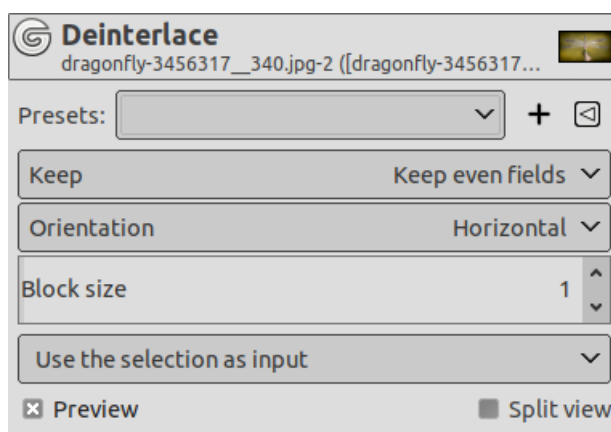 Deinterlace
dragonfly-3456317__340.jpg-2 ([dragonfly-3456317...
Presets:
Keep Keep even fields
Orientation Horizontal
Block size 1
Use the selection as input
Preview Split view